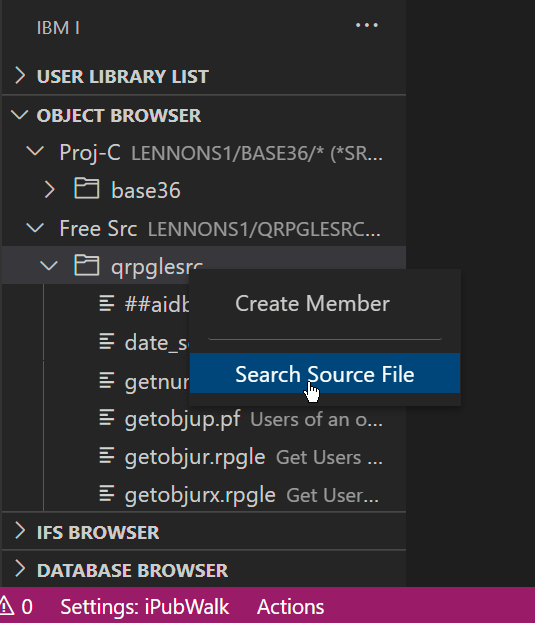 IBM I
USER LIBRARY LIST
OBJECT BROWSER
Proj-C LENNONS1/BASE36/* (*SR...
base36
Free Src LENNONS1/QRPGLESRC...
qrpglesrc
Create Member
##aidb
Search Source File
date_s
getnur
getobjup.pf Users of an o...
getobjur.rpgle Get Users ...
getobjurx.rpgle Get User...
IFS BROWSER
DATABASE BROWSER
0 Settings: iPubWalk Actions